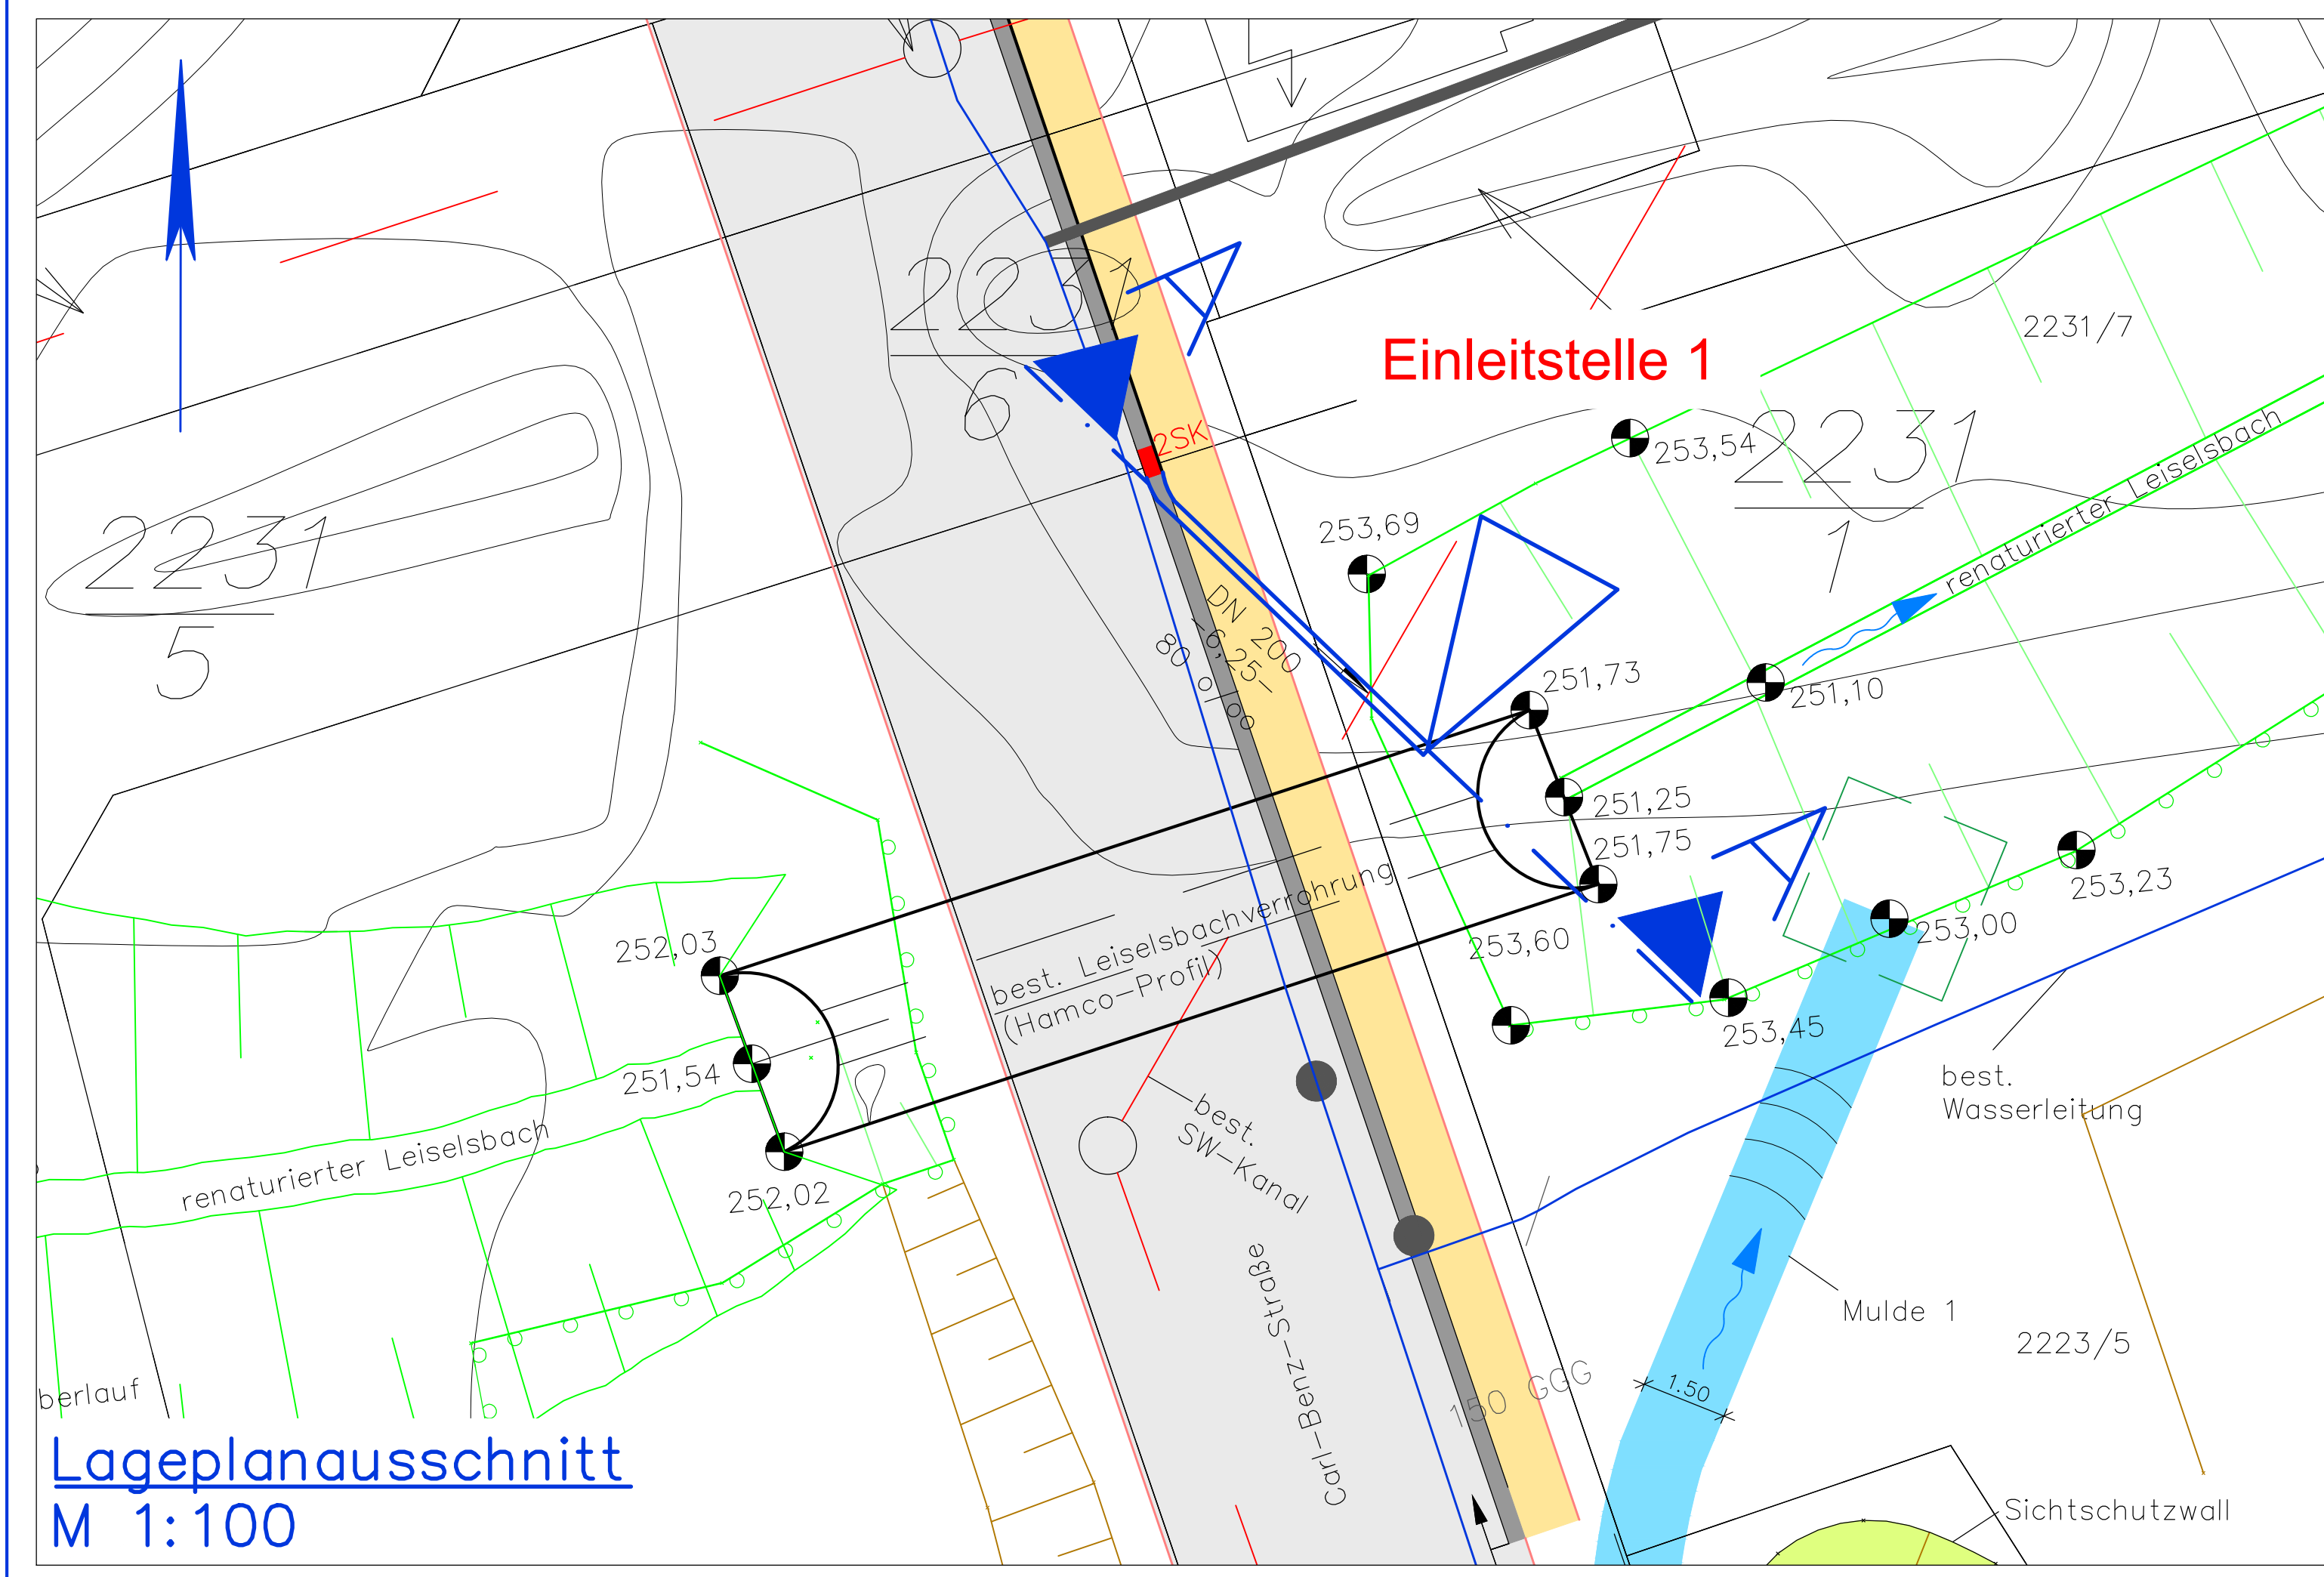 2231/7
2231
6
A
Einleitstelle 1
2SK
253,54
2231
1
renaturierter Leiselsbach
253,69
2231
5
DN 200
6,25
80 0/00
251,73
251,10
251,25
251,75
A
253,23
253,00
253,60
253,45
252,03
best. Leiselsbachverrohrung
(Hamco-Profil)
251,54
renaturierter Leiselsbach
252,02
best.
SW-Kanal
best.
Wasserleitung
Carl-Benz-Straße
Mulde 1
2223/5
1.50
150 GGG
berlauf
Lageplanausschnitt
M 1:100
Sichtschutzwall